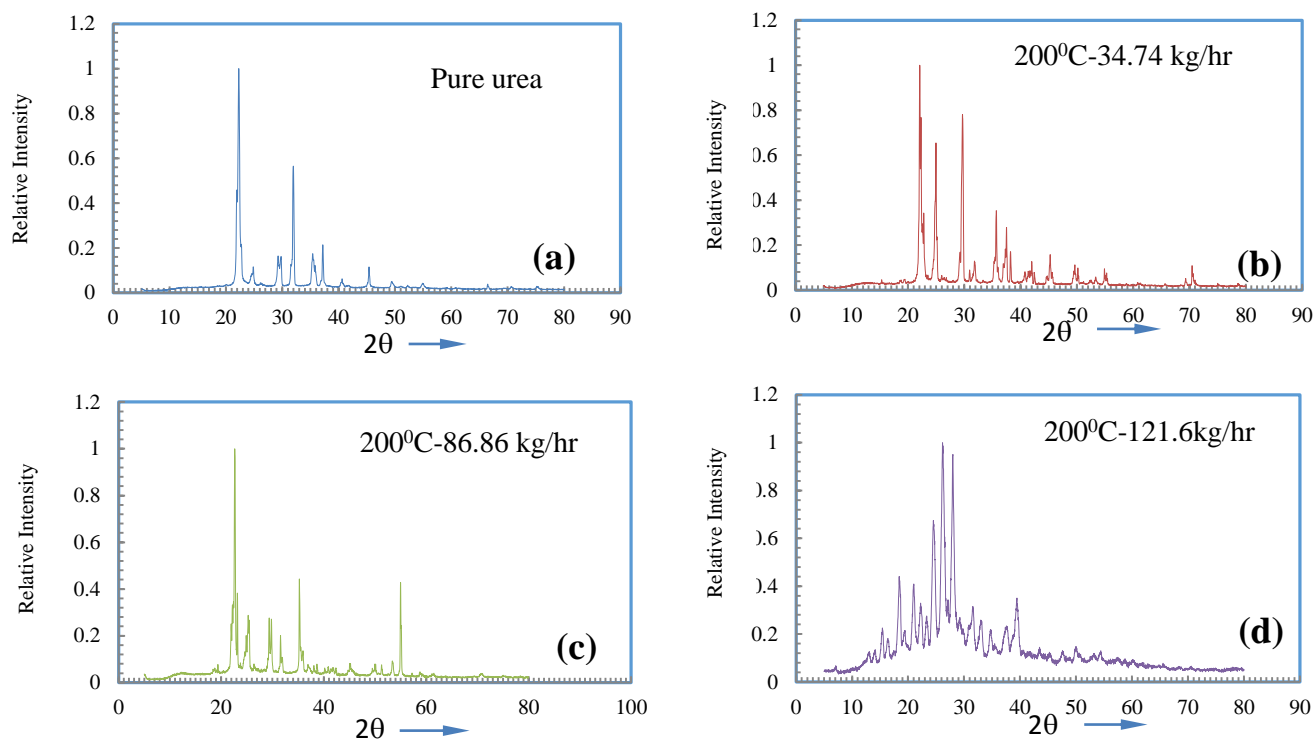 1.2
1
0.8
0.6
0.4
0.2
0
Relative Intensity
Pure urea
(a)
0 10 20 30 40 50 60 70 80 90
2θ
1.2
1
0.8
0.6
0.4
0.2
0
Relative Intensity
200⁰C-34.74 kg/hr
(b)
0 10 20 30 40 50 60 70 80 90
2θ
1.2
1
0.8
0.6
0.4
0.2
0
Relative Intensity
200⁰C-86.86 kg/hr
(c)
0 20 40 60 80 100
2θ
1.2
1
0.8
0.6
0.4
0.2
0
Relative Intensity
200⁰C-121.6kg/hr
(d)
0 10 20 30 40 50 60 70 80 90
2θ